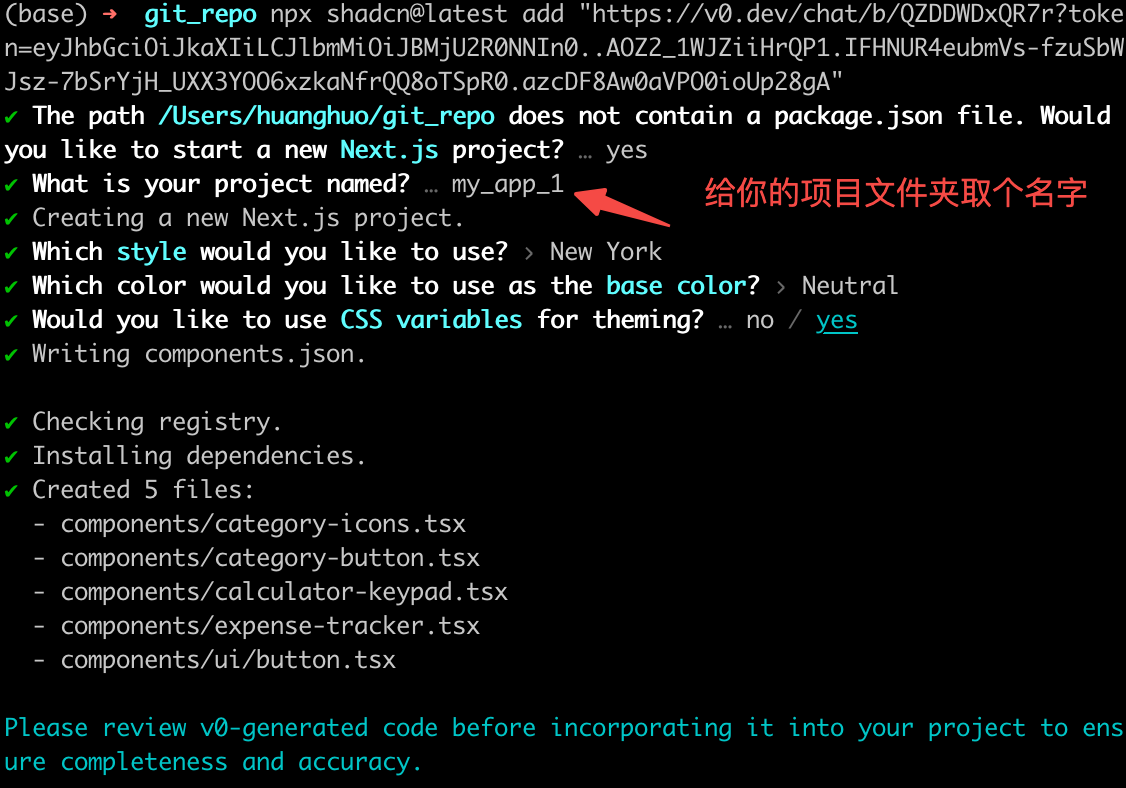 (base) ➜  git_repo npx shadcn@latest add "https://v0.dev/chat/b/QZDDWDxQR7r?toke
n=eyJhbGciOiJkaXIiLCJlbmMiOiJBMjU2R0NNIn0..AOZ2_1WJZiiHrQP1.IFHNUR4eubmVs-fzuSbW
Jsz-7bSrYjH_UXX3YOO6xzkaNfrQQ8oTSpR0.azcDF8Aw0aVPO0ioUp28gA"
✔ The path /Users/huanghuo/git_repo does not contain a package.json file. Would
you like to start a new Next.js project? … yes
✔ What is your project named? … my_app_1
给你的项目文件夹取个名字
✔ Creating a new Next.js project.
✔ Which style would you like to use? › New York
✔ Which color would you like to use as the base color? › Neutral
✔ Would you like to use CSS variables for theming? … no / yes
✔ Writing components.json.
✔ Checking registry.
✔ Installing dependencies.
✔ Created 5 files:
- components/category-icons.tsx
- components/category-button.tsx
- components/calculator-keypad.tsx
- components/expense-tracker.tsx
- components/ui/button.tsx
Please review v0-generated code before incorporating it into your project to ens
ure completeness and accuracy.